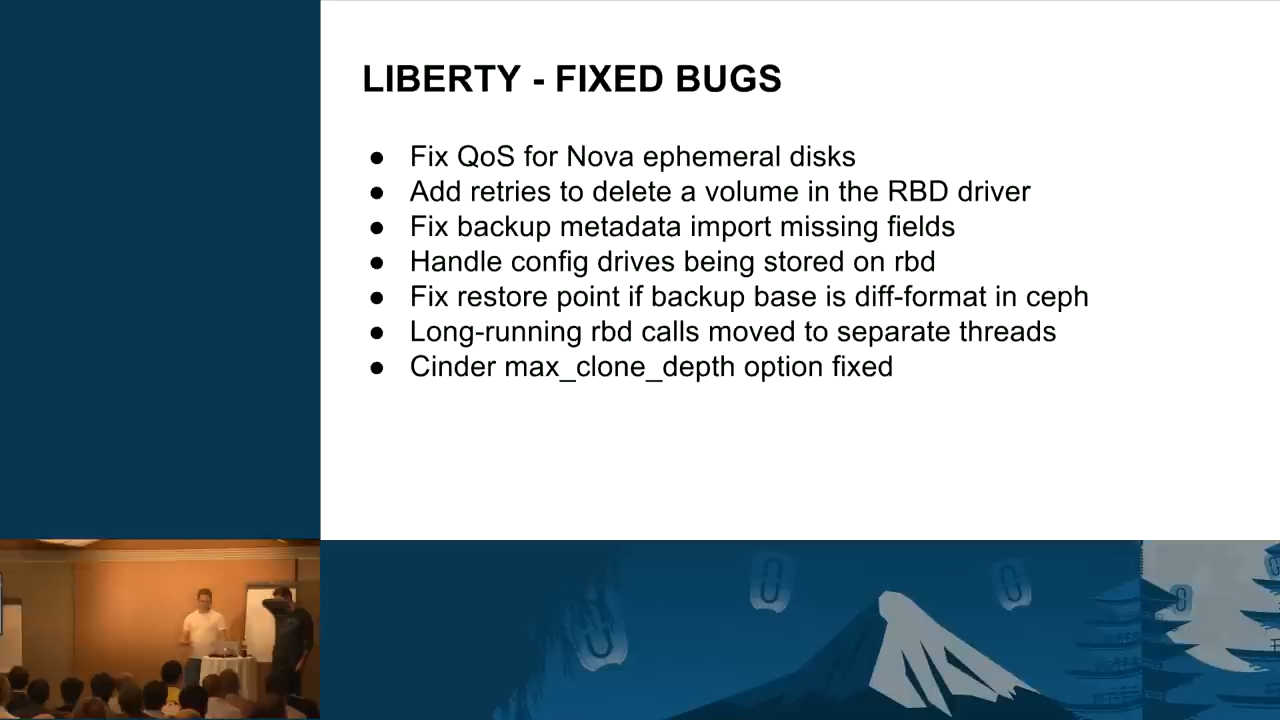 LIBERTY - FIXED BUGS
● Fix QoS for Nova ephemeral disks
● Add retries to delete a volume in the RBD driver
● Fix backup metadata import missing fields
● Handle config drives being stored on rbd
● Fix restore point if backup base is diff-format in ceph
● Long-running rbd calls moved to separate threads
● Cinder max_clone_depth option fixed